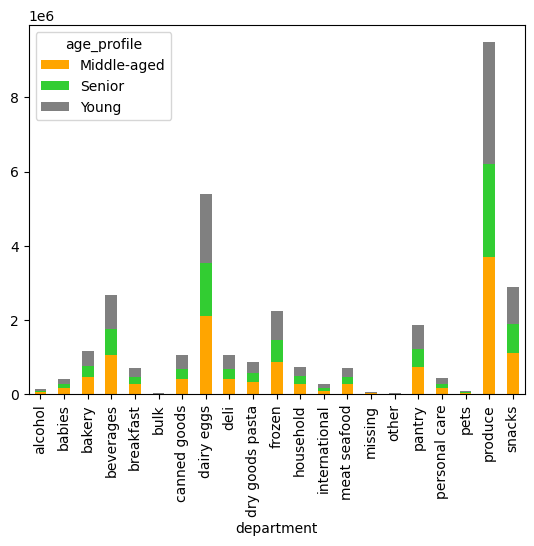 1e6
age_profile
Middle-aged
Senior
Young
8
6
4
2
0
alcohol
babies
bakery
beverages
breakfast
bulk
canned goods
dairy eggs
deli
dry goods pasta
frozen
household
international
meat seafood
missing
other
pantry
personal care
pets
produce
snacks
department